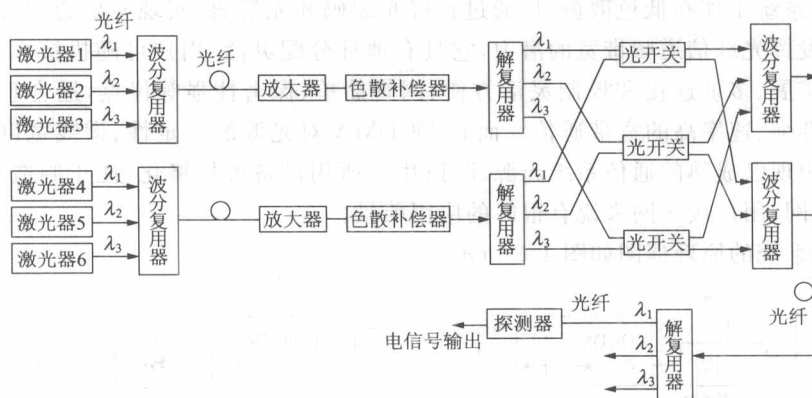 光纤
激光器1
λ1
激光器2
λ2
激光器3
λ3
波分复用器
光纤
放大器
色散补偿器
解复用器
λ1
λ2
λ3
光开关
波分复用器
激光器4
λ1
激光器5
λ2
激光器6
λ3
波分复用器
放大器
色散补偿器
解复用器
λ1
λ2
λ3
光开关
光开关
波分复用器
光纤
电信号输出
探测器
光纤
λ1
λ2
λ3
解复用器